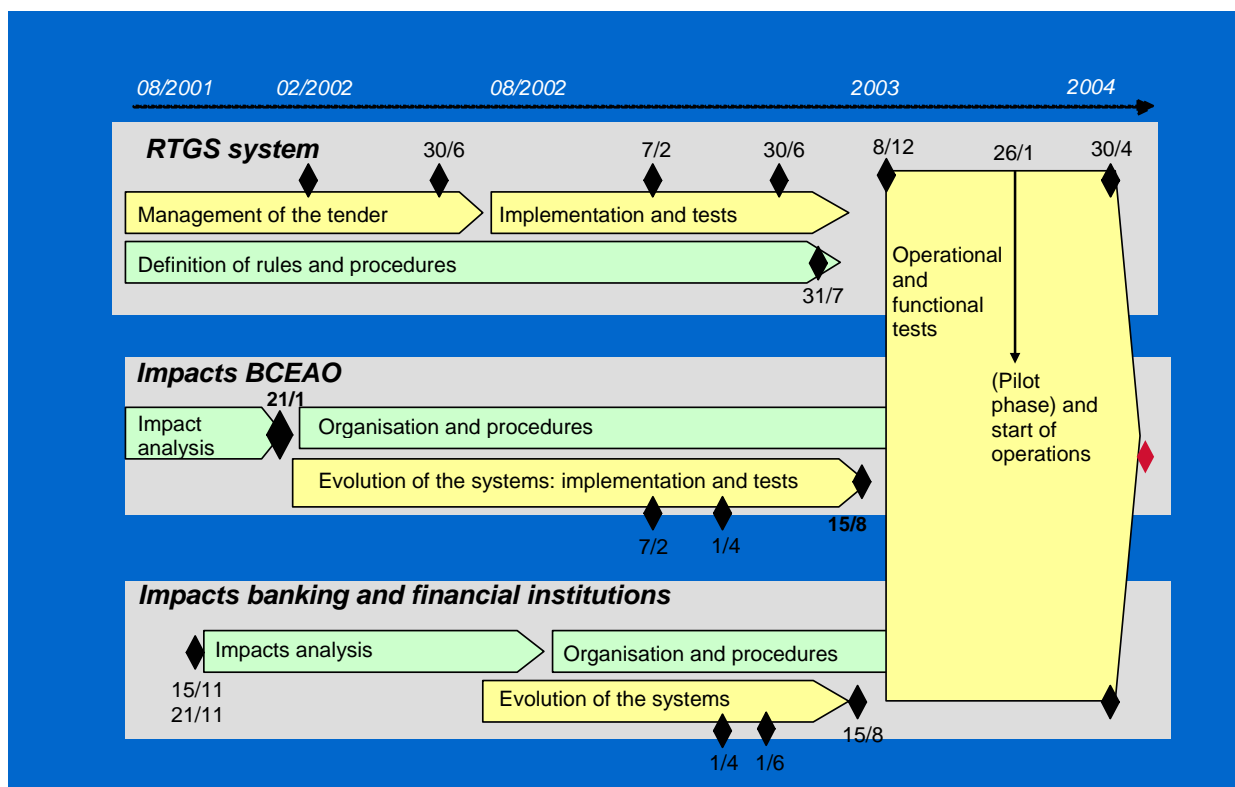 08/2001 02/2002 08/2002 2003 2004
RTGS system
30/6 7/2 30/6 8/12 26/1 30/4
Management of the tender
Implementation and tests
Definition of rules and procedures
31/7
Operational
and
functional
tests
(Pilot
phase) and
start of
operations
Impacts BCEAO
21/1
Impact
analysis
Organisation and procedures
Evolution of the systems: implementation and tests
7/2 1/4 15/8
Impacts banking and financial institutions
Impacts analysis
Organisation and procedures
15/11
21/11
Evolution of the systems
15/8
1/4 1/6